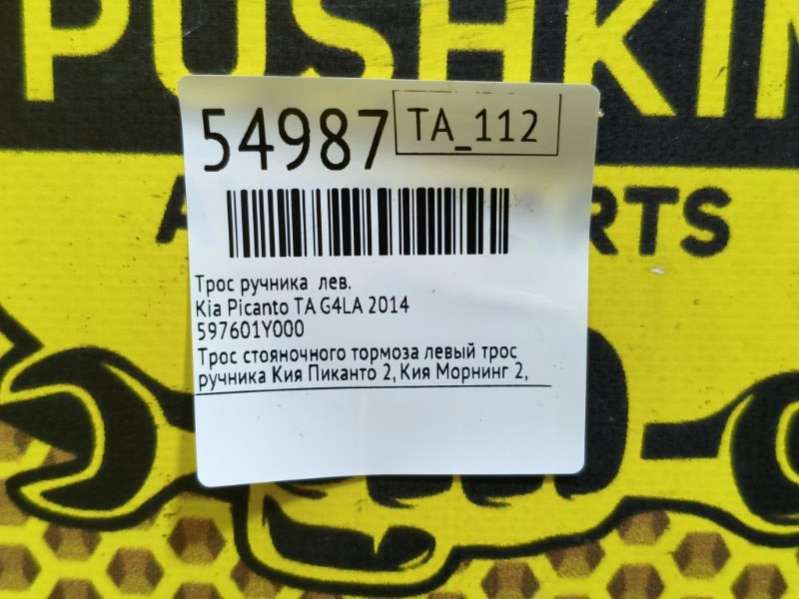 PUSHKIN
54987
TA_112
RTS
Трос ручника лев.
Kia Picanto TA G4LA 2014
597601Y000
Трос стояночного тормоза левый трос
ручника Кия Пиканто 2, Кия Морнинг 2,